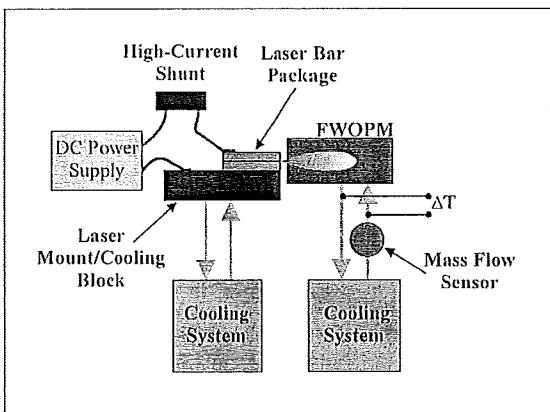 High-Current
Shunt
Laser Bar
Package
DC Power
Supply
FWOPM
ΔT
Laser
Mount/Cooling
Block
Mass Flow
Sensor
Cooling
System
Cooling
System